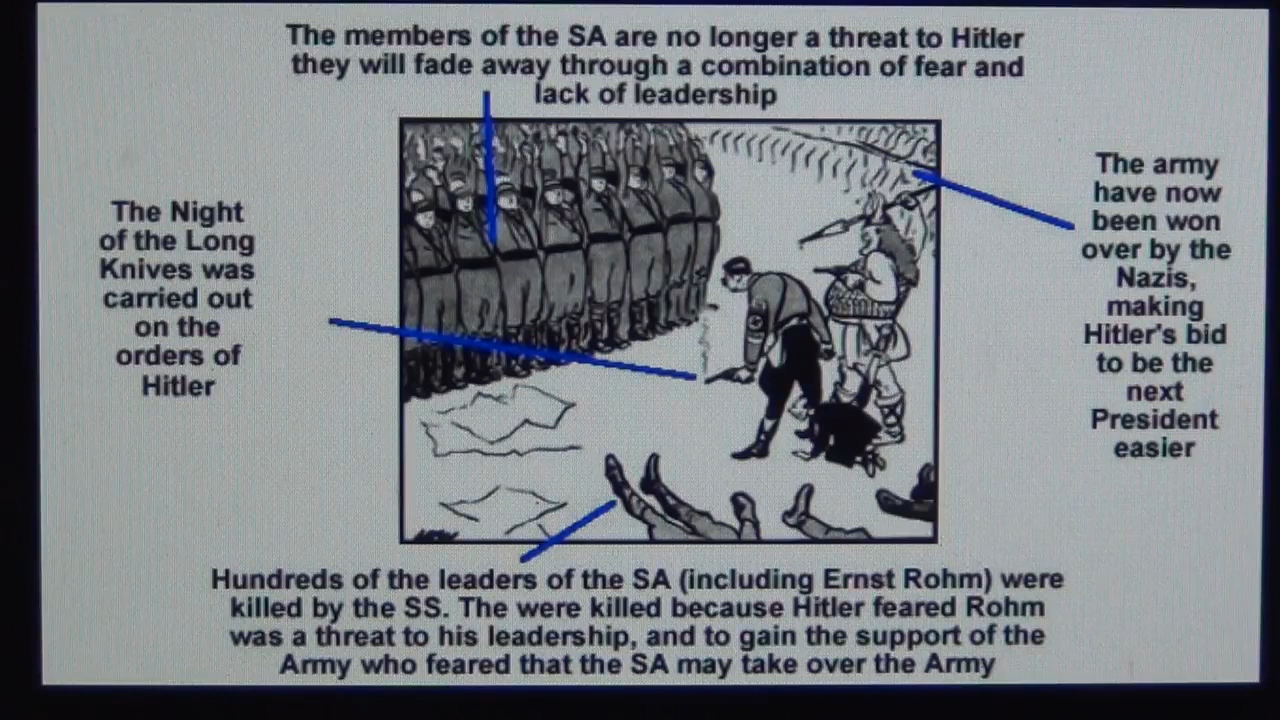 The members of the SA are no longer a threat to Hitler
they will fade away through a combination of fear and
lack of leadership
The Night
of the Long
Knives was
carried out
on the
orders of
Hitler
The army
have now
been won
over by the
Nazis,
making
Hitler's bid
to be the
next
President
easier
Hundreds of the leaders of the SA (including Ernst Rohm) were
killed by the SS. The were killed because Hitler feared Rohm
was a threat to his leadership, and to gain the support of the
Army who feared that the SA may take over the Army